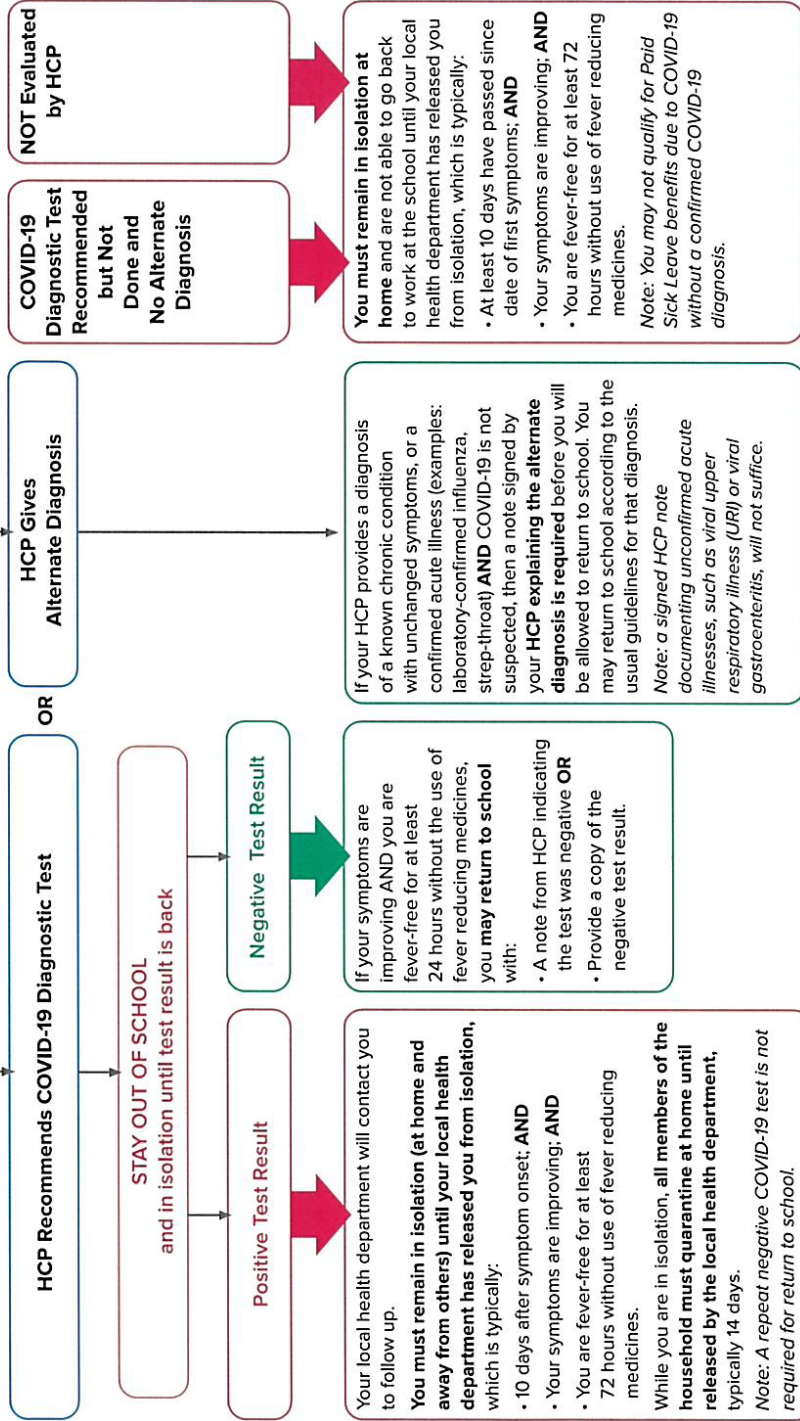 HCP Recommends COVID-19 Diagnostic Test
OR
HCP Gives
Alternate Diagnosis
COVID-19
Diagnostic Test
Recommended
but Not
Done and
No Alternate
Diagnosis
NOT Evaluated
by HCP
STAY OUT OF SCHOOL
and in isolation until test result is back
Positive Test Result
Negative Test Result
Your local health department will contact you
to follow up.
You must remain in isolation (at home and
away from others) until your local health
department has released you from isolation,
which is typically:
• 10 days after symptom onset; AND
• Your symptoms are improving; AND
• You are fever-free for at least
72 hours without use of fever reducing
medicines.
While you are in isolation, all members of the
household must quarantine at home until
released by the local health department,
typically 14 days.
Note: A repeat negative COVID-19 test is not
required for return to school.
If your symptoms are
improving AND you are
fever-free for at least
24 hours without the use of
fever reducing medicines,
you may return to school
with:
• A note from HCP indicating
the test was negative OR
• Provide a copy of the
negative test result.
If your HCP provides a diagnosis
of a known chronic condition
with unchanged symptoms, or a
confirmed acute illness (examples:
laboratory-confirmed influenza,
strep-throat) AND COVID-19 is not
suspected, then a note signed by
your HCP explaining the alternate
diagnosis is required before you will
be allowed to return to school. You
may return to school according to the
usual guidelines for that diagnosis.
Note: a signed HCP note
documenting unconfirmed acute
illnesses, such as viral upper
respiratory illness (URI) or viral
gastroenteritis, will not suffice.
You must remain in isolation at
home and are not able to go back
to work at the school until your local
health department has released you
from isolation, which is typically:
• At least 10 days have passed since
date of first symptoms; AND
• Your symptoms are improving; AND
• You are fever-free for at least 72
hours without use of fever reducing
medicines.
Note: You may not qualify for Paid
Sick Leave benefits due to COVID-19
without a confirmed COVID-19
diagnosis.